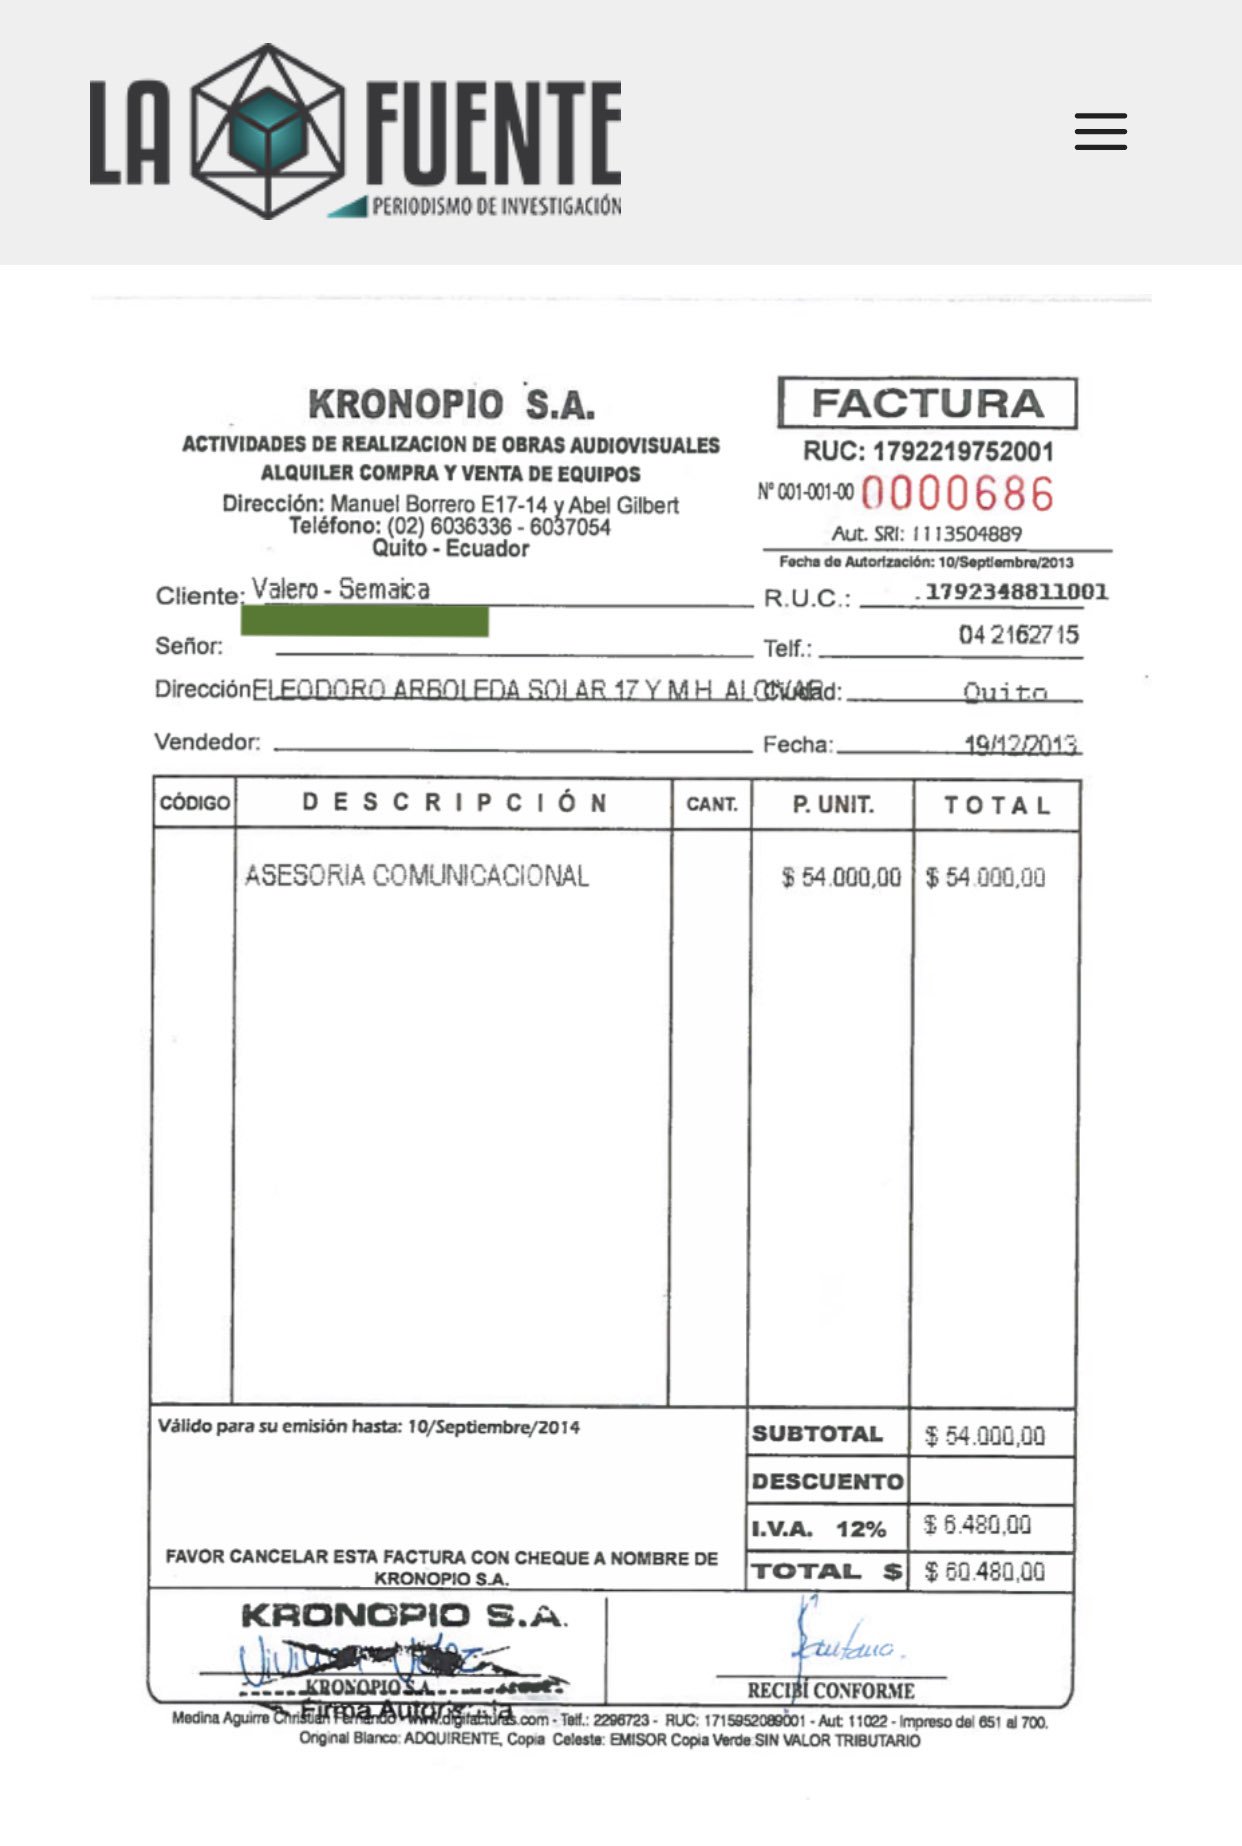 LA FUENTE
PERIODISMO DE INVESTIGACIÓN
KRONOPIO S.A.
ACTIVIDADES DE REALIZACION DE OBRAS AUDIOVISUALES
ALQUILER COMPRA Y VENTA DE EQUIPOS
Dirección: Manuel Borrero E17-14 y Abel Gilbert
Teléfono: (02) 6036336 - 6037054
Quito - Ecuador
FACTURA
RUC: 1792219752001
Nº 001-001-00 0000686
Aut. SRI: 1113504889
Fecha de Autorización: 10/Septiembre/2013
Cliente: Valero - Semaica
R.U.C.: 1792348811001
Señor:
Telf.: 04 2162715
Dirección ELEODORO ARBOLEDA SOLAR 17 Y M H ALCIVAR
Ciudad: Quito
Vendedor:
Fecha: 19/12/2013
CÓDIGO DESCRIPCIÓN CANT. P. UNIT. TOTAL
ASESORIA COMUNICACIONAL $ 54.000,00 $ 54.000,00
Válido para su emisión hasta: 10/Septiembre/2014
SUBTOTAL $ 54.000,00
DESCUENTO
I.V.A. 12% $ 6.480,00
TOTAL $ $ 60.480,00
FAVOR CANCELAR ESTA FACTURA CON CHEQUE A NOMBRE DE
KRONOPIO S.A.
KRONOPIO S.A.
KRONOPIO S.A.
Firma Autorizada
RECIBÍ CONFORME
Medina Aguirre Christian Fernando - www.digifacturas.com - Telf.: 2296723 - RUC: 1715952089001 - Aut: 11022 - Impreso del 651 al 700.
Original Blanco: ADQUIRENTE, Copia Celeste: EMISOR Copia Verde: SIN VALOR TRIBUTARIO